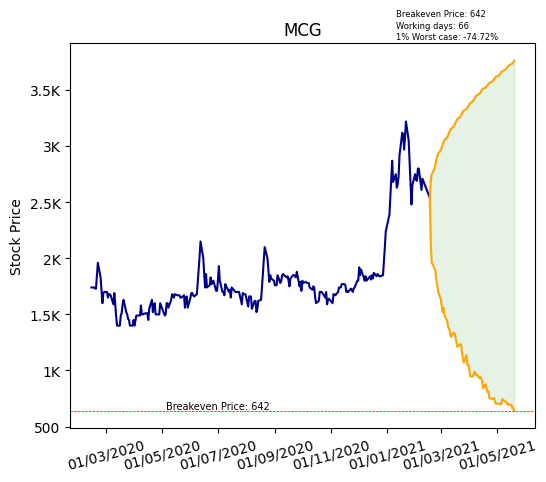 Breakeven Price: 642
Working days: 66
1% Worst case: -74.72%
MCG
Stock Price
3.5K
3K
2.5K
2K
1.5K
1K
500
Breakeven Price: 642
01/03/2020
01/05/2020
01/07/2020
01/09/2020
01/11/2020
01/01/2021
01/03/2021
01/05/2021